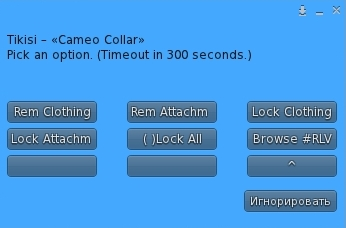 Tikisi – «Cameo Collar»
Pick an option. (Timeout in 300 seconds.)
Rem Clothing
Rem Attachm
Lock Clothing
Lock Attachm
( )Lock All
Browse #RLV
^
Игнорировать